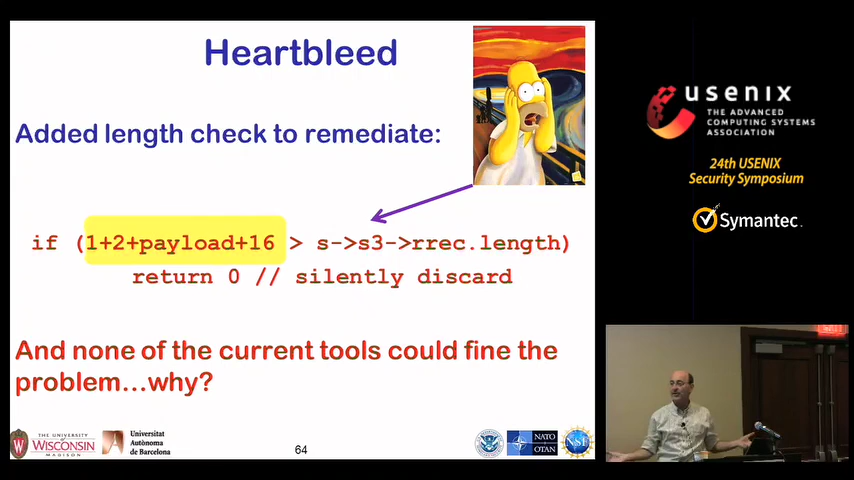 Heartbleed
Added length check to remediate:
if (1+2+payload+16 > s->s3->rrec.length)
return 0 // silently discard
And none of the current tools could fine the
problem...why?
THE UNIVERSITY
of
WISCONSIN
MADISON
Universitat
Autònoma
de Barcelona
64
NATO
OTAN
NSF
usenix
THE ADVANCED
COMPUTING SYSTEMS
ASSOCIATION
24th USENIX
Security Symposium
Symantec.